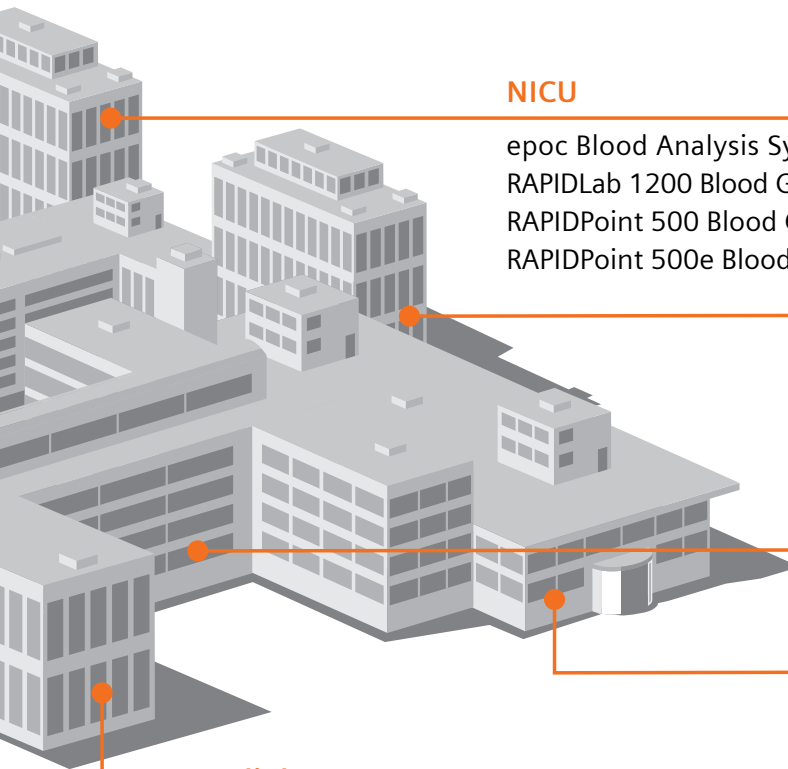 NICU
epoc Blood Analysis Sy
RAPIDLab 1200 Blood G
RAPIDPoint 500 Blood
RAPIDPoint 500e Blood